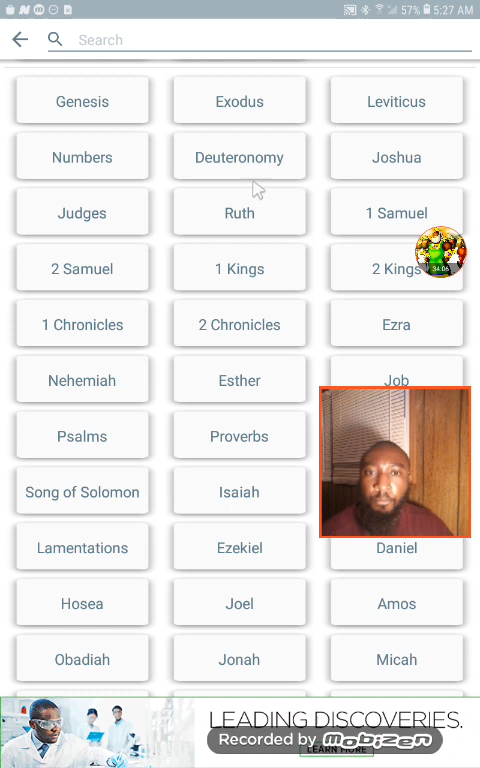 57% 5:27 AM
Search
Genesis Exodus Leviticus
Numbers Deuteronomy Joshua
Judges Ruth 1 Samuel
2 Samuel 1 Kings 2 Kings
34:06
1 Chronicles 2 Chronicles Ezra
Nehemiah Esther Job
Psalms Proverbs
Song of Solomon Isaiah
Lamentations Ezekiel Daniel
Hosea Joel Amos
Obadiah Jonah Micah
LEADING DISCOVERIES.
Recorded by Mobizen
LEARN MORE